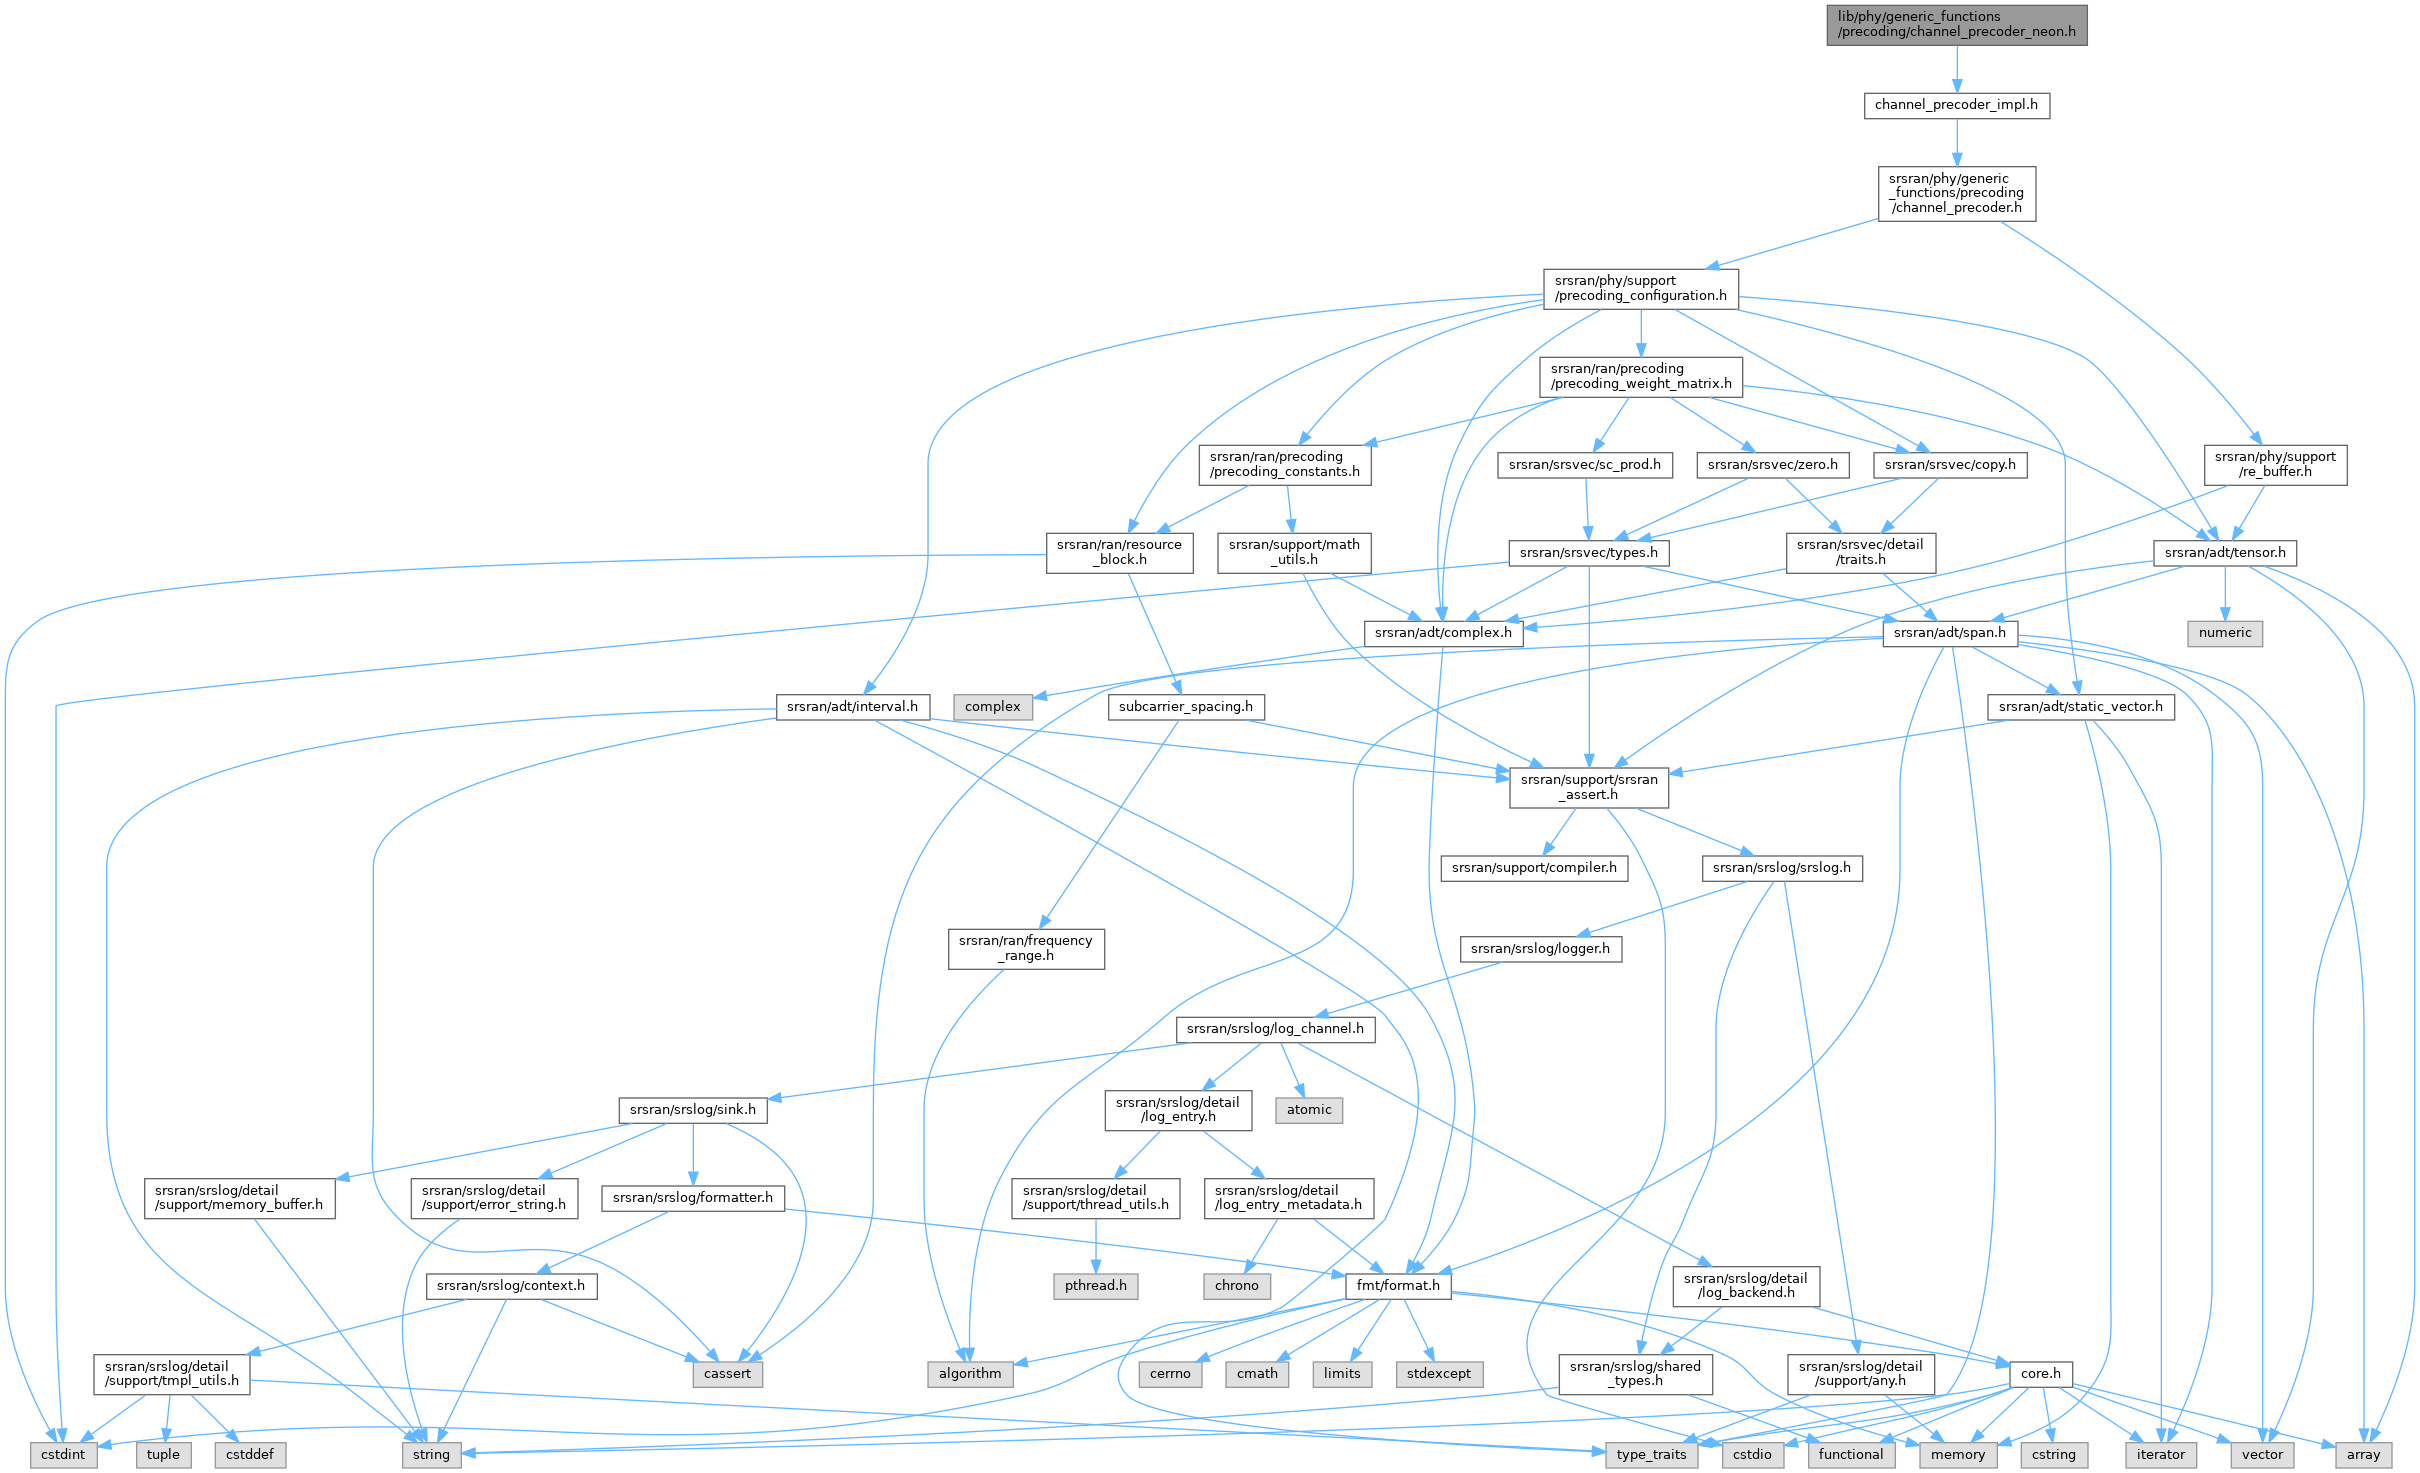 lib/phy/generic_functions
/precoding/channel_precoder_neon.h
channel_precoder_impl.h
srsran/phy/generic
_functions/precoding
/channel_precoder.h
srsran/phy/support
/precoding_configuration.h
srsran/ran/precoding
/precoding_weight_matrix.h
srsran/ran/precoding
/precoding_constants.h
srsran/srsvec/sc_prod.h
srsran/srsvec/zero.h
srsran/srsvec/copy.h
srsran/phy/support
/re_buffer.h
srsran/ran/resource
_block.h
srsran/support/math
_utils.h
srsran/srsvec/types.h
srsran/srsvec/detail
/traits.h
srsran/adt/tensor.h
srsran/adt/complex.h
srsran/adt/span.h
numeric
srsran/adt/interval.h
complex
subcarrier_spacing.h
srsran/adt/static_vector.h
srsran/support/srsran
_assert.h
srsran/support/compiler.h
srsran/srslog/srslog.h
srsran/ran/frequency
_range.h
srsran/srslog/logger.h
srsran/srslog/log_channel.h
srsran/srslog/sink.h
srsran/srslog/detail
/log_entry.h
atomic
srsran/srslog/detail
/support/memory_buffer.h
srsran/srslog/detail
/support/error_string.h
srsran/srslog/formatter.h
srsran/srslog/detail
/support/thread_utils.h
srsran/srslog/detail
/log_entry_metadata.h
srsran/srslog/context.h
pthread.h
chrono
fmt/format.h
srsran/srslog/detail
/log_backend.h
srsran/srslog/detail
/support/tmpl_utils.h
cassert
algorithm
cerrno
cmath
limits
stdexcept
srsran/srslog/shared
_types.h
srsran/srslog/detail
/support/any.h
core.h
cstdint
tuple
cstddef
string
type_traits
cstdio
functional
memory
cstring
iterator
vector
array